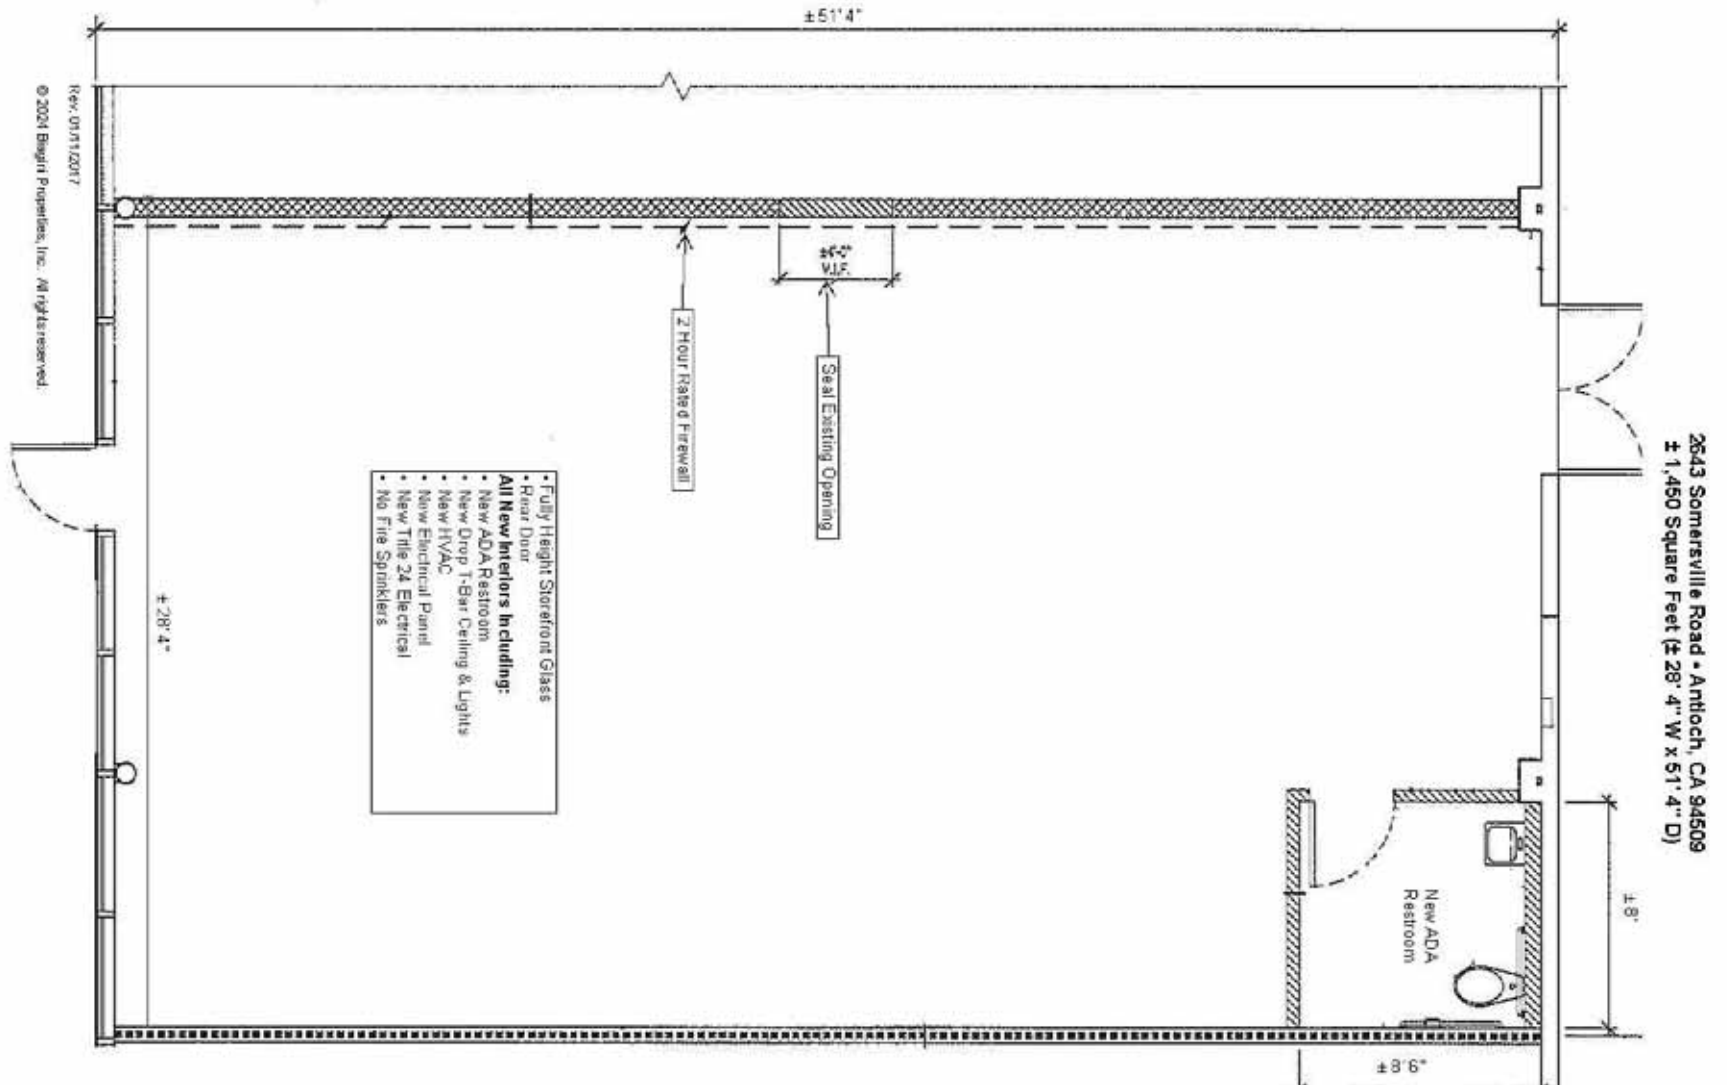 2643 Somersville Road • Antioch, CA 94509
± 1,450 Square Feet (± 28' 4" W x 51' 4" D)
±51'4"
±8'
New ADA
Restroom
±8'6"
±6'-0"
V.I.F.
Seal Existing Opening
2 Hour Rated Firewall
• Fully Height Storefront Glass
• Rear Door
All New Interiors Including:
• New ADA Restroom
• New Drop T-Bar Ceiling & Lights
• New HVAC
• New Electrical Panel
• New Title 24 Electrical
• No Fire Sprinklers
±28'4"
Rev. 01/11/2017
© 2024 Biagini Properties, Inc. All rights reserved.